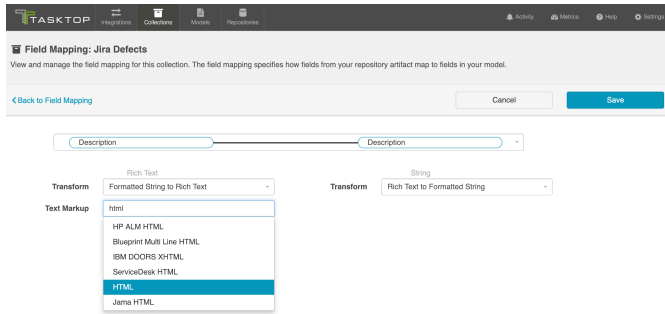 TASKTOP
Integrations
Collections
Models
Repositories
Activity
Metrics
Help
Settings
Field Mapping: Jira Defects
View and manage the field mapping for this collection. The field mapping specifies how fields from your repository artifact map to fields in your model.
Back to Field Mapping
Cancel
Save
Description
Description
Rich Text
String
Transform
Formatted String to Rich Text
Transform
Rich Text to Formatted String
Text Markup
html
HP ALM HTML
Blueprint Multi Line HTML
IBM DOORS XHTML
ServiceDesk HTML
HTML
Jama HTML